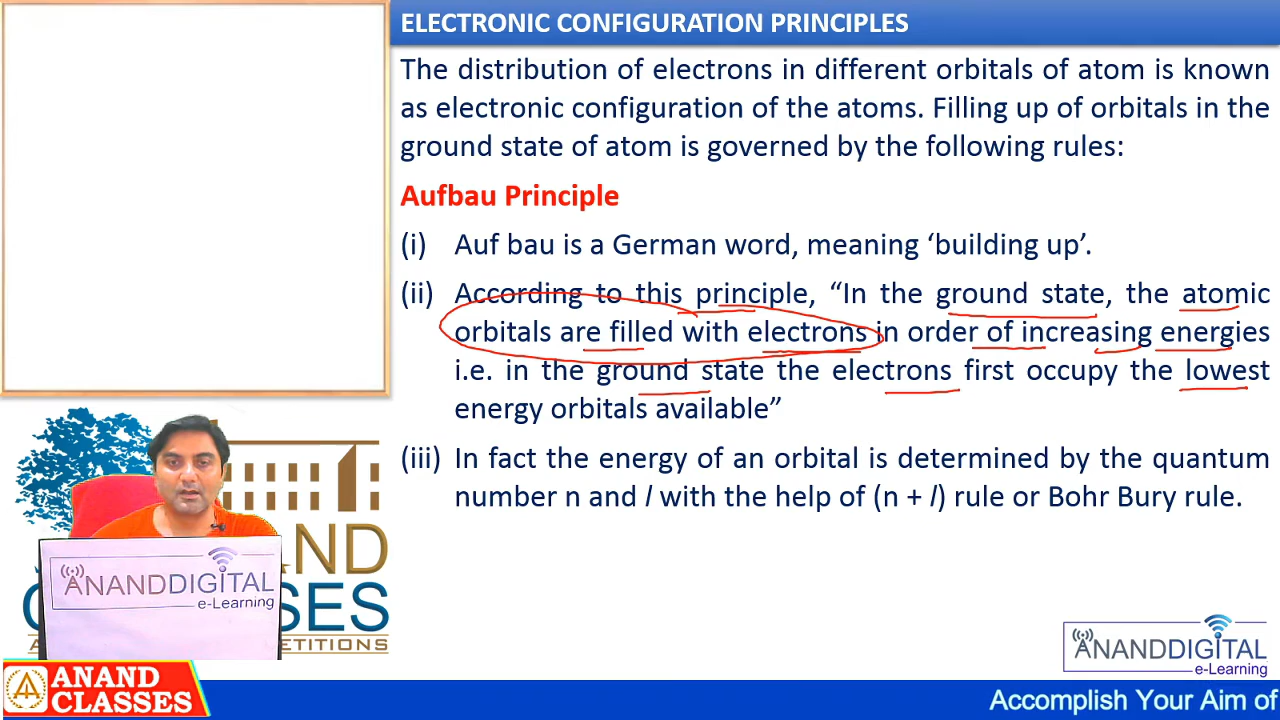 ELECTRONIC CONFIGURATION PRINCIPLES
The distribution of electrons in different orbitals of atom is known
as electronic configuration of the atoms. Filling up of orbitals in the
ground state of atom is governed by the following rules:
Aufbau Principle
(i) Auf bau is a German word, meaning ‘building up’.
(ii) According to this principle, “In the ground state, the atomic
orbitals are filled with electrons in order of increasing energies
i.e. in the ground state the electrons first occupy the lowest
energy orbitals available”
(iii) In fact the energy of an orbital is determined by the quantum
number n and l with the help of (n + l) rule or Bohr Bury rule.
ANANDDIGITAL
e-Learning
ANANDDIGITAL
e-Learning
ANAND
CLASSES
Accomplish Your Aim of